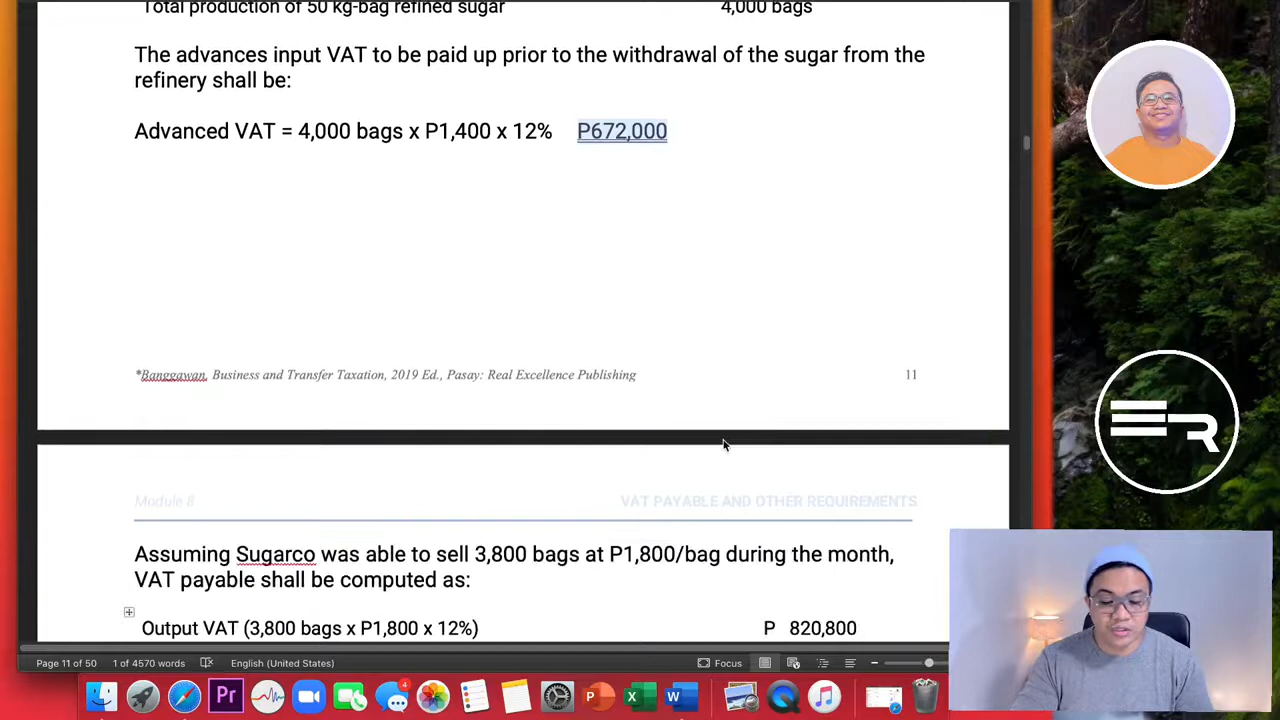 Total production of 50 kg-bag refined sugar 4,000 bags
The advances input VAT to be paid up prior to the withdrawal of the sugar from the
refinery shall be:
Advanced VAT = 4,000 bags x P1,400 x 12% P672,000
*Banggawan, Business and Transfer Taxation, 2019 Ed., Pasay: Real Excellence Publishing 11
Module 8 VAT PAYABLE AND OTHER REQUIREMENTS
Assuming Sugarco was able to sell 3,800 bags at P1,800/bag during the month,
VAT payable shall be computed as:
Output VAT (3,800 bags x P1,800 x 12%) P 820,800
Page 11 of 50 1 of 4570 words English (United States) Focus
Pr
4
ER